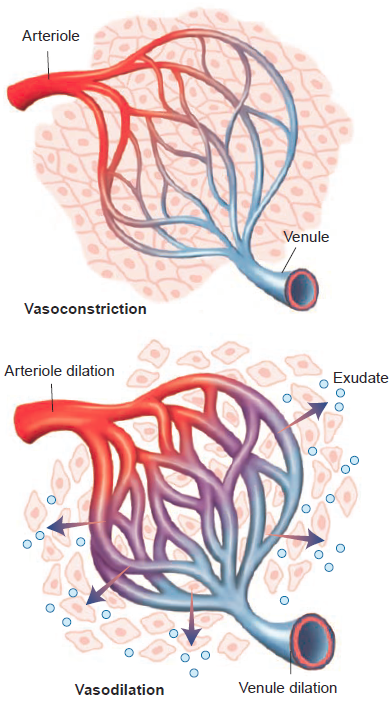 Arteriole
Venule
Vasoconstriction
Arteriole dilation
Exudate
Vasodilation
Venule dilation